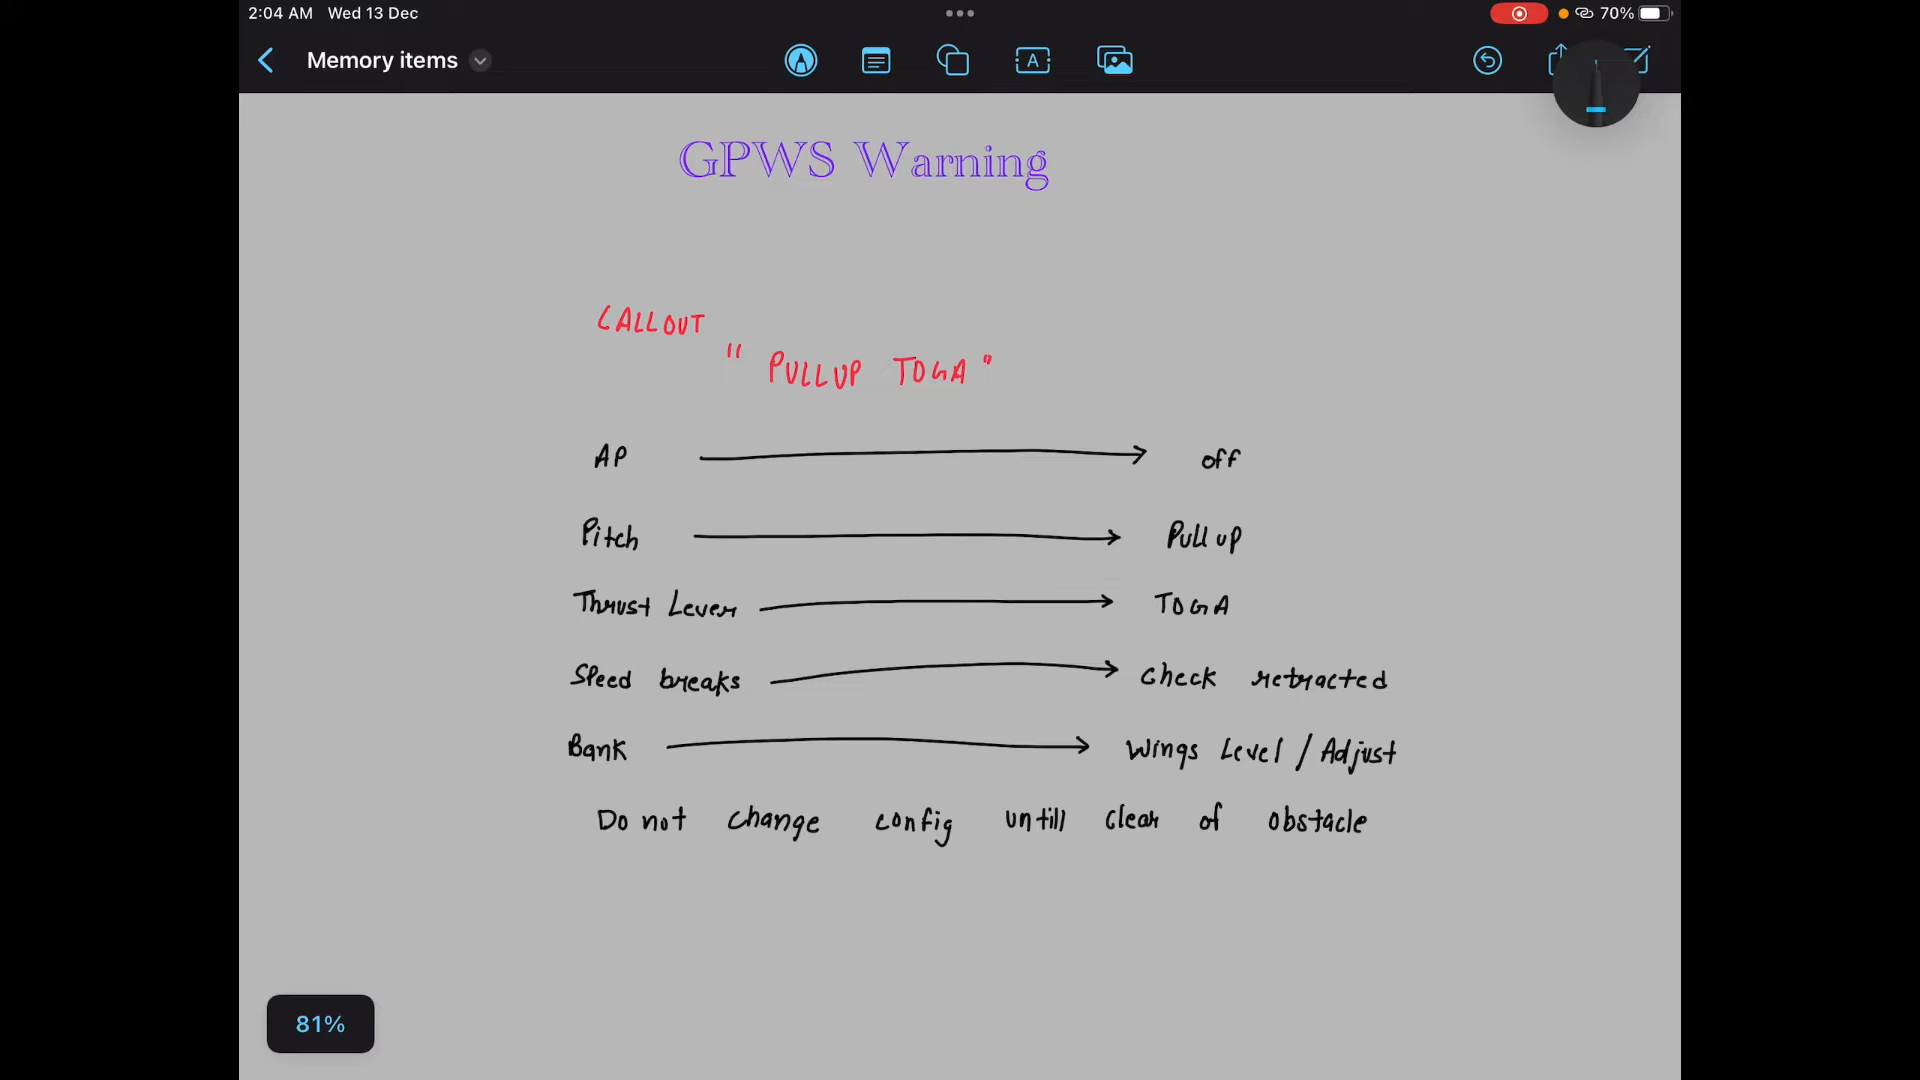 2:04 AM Wed 13 Dec
70%
Memory items
A
GPWS Warning
CALLOUT
" PULLUP TOGA "
AP → off
Pitch → Pull up
Thrust Lever → TOGA
Speed breaks → Check retracted
Bank → Wings Level / Adjust
Do not change config untill clear of obstacle
81%